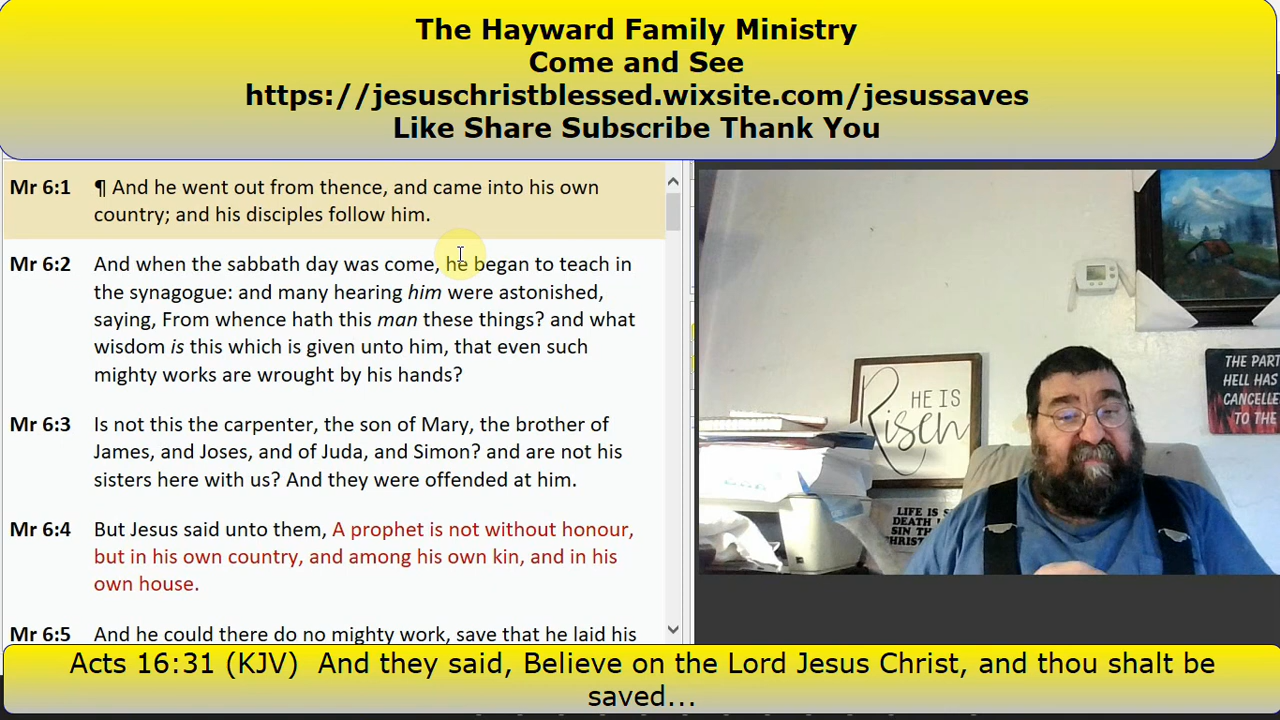 The Hayward Family Ministry
Come and See
https://jesuschristblessed.wixsite.com/jesussaves
Like Share Subscribe Thank You
Mr 6:1 ¶ And he went out from thence, and came into his own
country; and his disciples follow him.
Mr 6:2 And when the sabbath day was come, he began to teach in
the synagogue: and many hearing him were astonished,
saying, From whence hath this man these things? and what
wisdom is this which is given unto him, that even such
mighty works are wrought by his hands?
Mr 6:3 Is not this the carpenter, the son of Mary, the brother of
James, and Joses, and of Juda, and Simon? and are not his
sisters here with us? And they were offended at him.
Mr 6:4 But Jesus said unto them, A prophet is not without honour,
but in his own country, and among his own kin, and in his
own house.
Mr 6:5 And he could there do no mighty work, save that he laid his
HE IS
Risen
THE PART
HELL HAS
CANCELLE
TO THE
LIFE IS
DEATH
SIN TH
CHRIST
Acts 16:31 (KJV) And they said, Believe on the Lord Jesus Christ, and thou shalt be
saved...